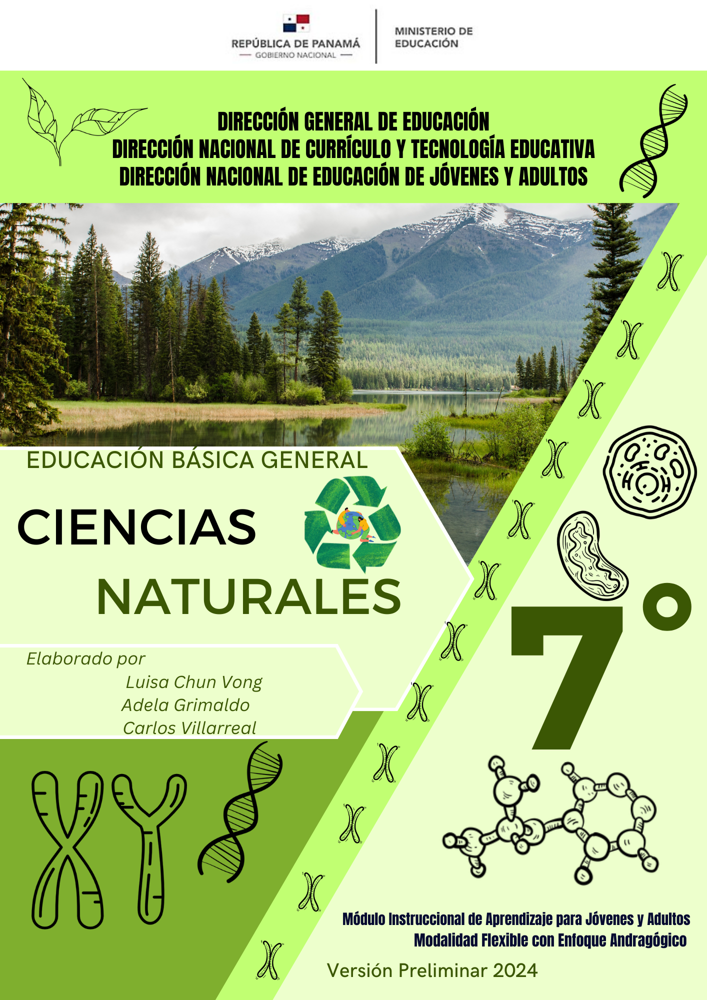 REPÚBLICA DE PANAMÁ
GOBIERNO NACIONAL
MINISTERIO DE
EDUCACIÓN
DIRECCIÓN GENERAL DE EDUCACIÓN
DIRECCIÓN NACIONAL DE CURRÍCULO Y TECNOLOGÍA EDUCATIVA
DIRECCIÓN NACIONAL DE EDUCACIÓN DE JÓVENES Y ADULTOS
EDUCACIÓN BÁSICA GENERAL
CIENCIAS
NATURALES
7°
Elaborado por
Luisa Chun Vong
Adela Grimaldo
Carlos Villarreal
Módulo Instruccional de Aprendizaje para Jóvenes y Adultos
Modalidad Flexible con Enfoque Andragógico
Versión Preliminar 2024